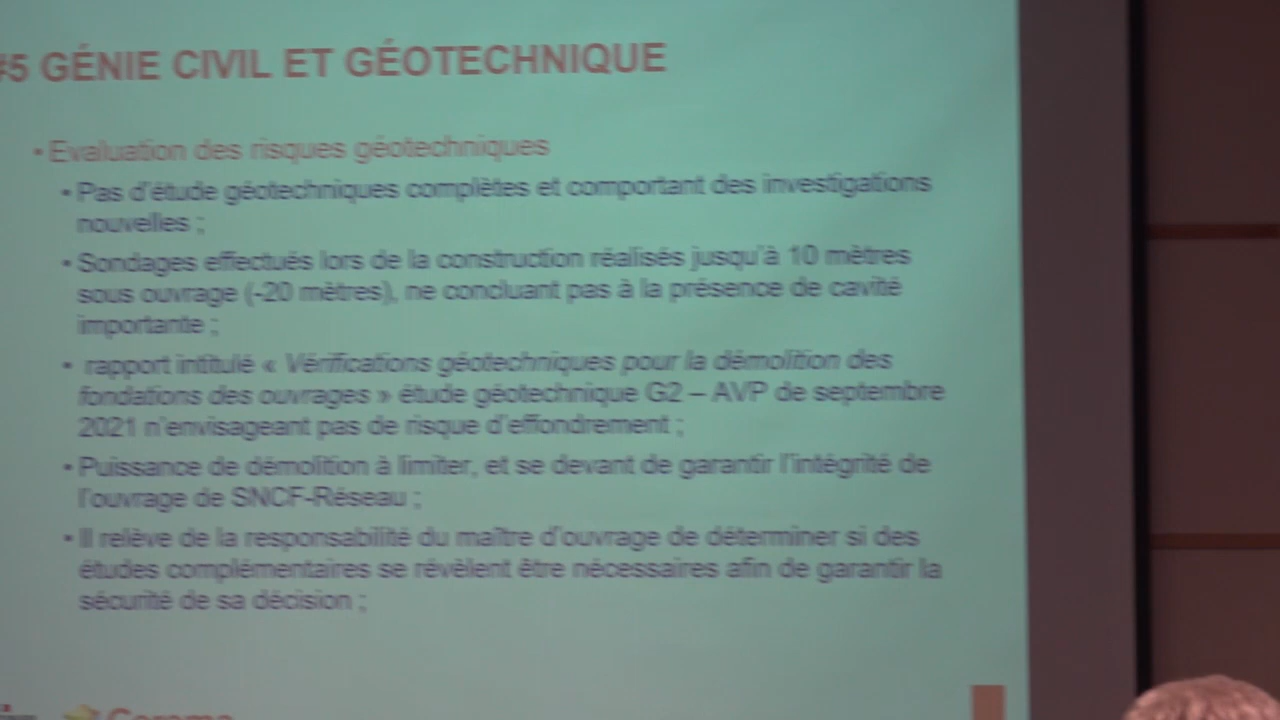 #5 GÉNIE CIVIL ET GÉOTECHNIQUE
• Evaluation des risques géotechniques
• Pas d'étude géotechniques complètes et comportant des investigations
nouvelles ;
• Sondages effectués lors de la construction réalisés jusqu'à 10 mètres
sous ouvrage (-20 mètres), ne concluant pas à la présence de cavité
importante ;
• rapport intitulé « Vérifications géotechniques pour la démolition des
fondations des ouvrages » étude géotechnique G2 – AVP de septembre
2021 n'envisageant pas de risque d'effondrement ;
• Puissance de démolition à limiter, et se devant de garantir l'intégrité de
l'ouvrage de SNCF-Réseau ;
• Il relève de la responsabilité du maître d'ouvrage de déterminer si des
études complémentaires se révèlent être nécessaires afin de garantir la
sécurité de sa décision ;
Cerema